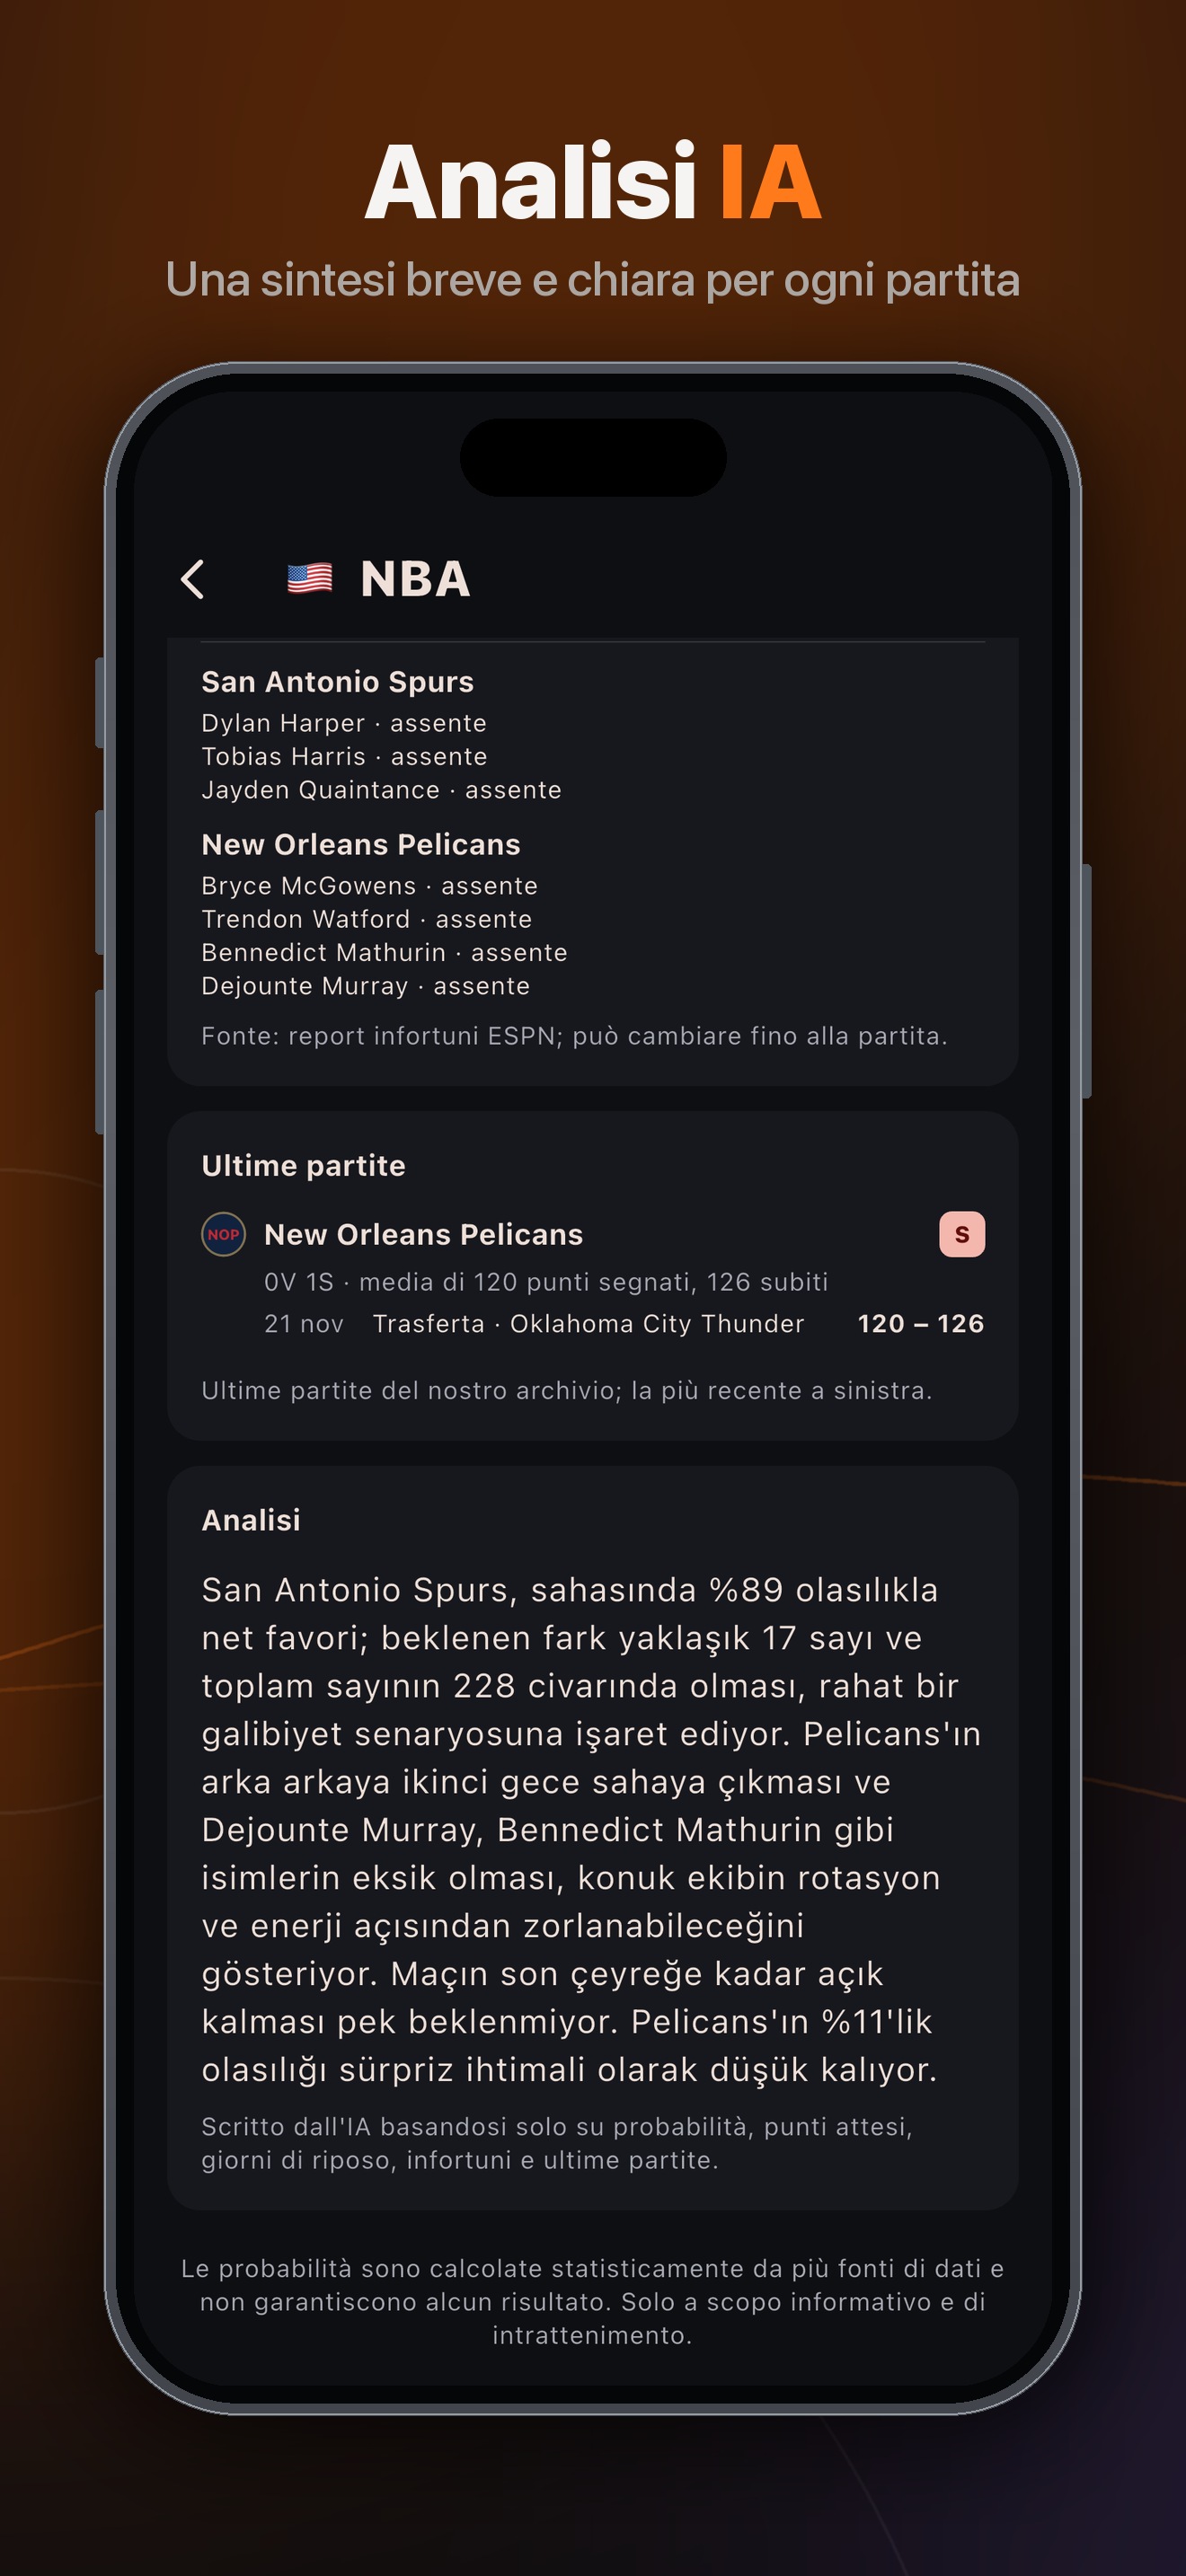 Analisi IA
Una sintesi breve e chiara per ogni partita
NBA
San Antonio Spurs
Dylan Harper · assente
Tobias Harris · assente
Jayden Quaintance · assente
New Orleans Pelicans
Bryce McGowens · assente
Trendon Watford · assente
Bennedict Mathurin · assente
Dejounte Murray · assente
Fonte: report infortuni ESPN; può cambiare fino alla partita.
Ultime partite
NOP New Orleans Pelicans S
0V 1S · media di 120 punti segnati, 126 subiti
21 nov Trasferta · Oklahoma City Thunder 120 – 126
Ultime partite del nostro archivio; la più recente a sinistra.
Analisi
San Antonio Spurs, sahasında %89 olasılıkla
net favori; beklenen fark yaklaşık 17 sayı ve
toplam sayının 228 civarında olması, rahat bir
galibiyet senaryosuna işaret ediyor. Pelicans'ın
arka arkaya ikinci gece sahaya çıkması ve
Dejounte Murray, Bennedict Mathurin gibi
isimlerin eksik olması, konuk ekibin rotasyon
ve enerji açısından zorlanabileceğini
gösteriyor. Maçın son çeyreğe kadar açık
kalması pek beklenmiyor. Pelicans'ın %11'lik
olasılığı sürpriz ihtimali olarak düşük kalıyor.
Scritto dall'IA basandosi solo su probabilità, punti attesi,
giorni di riposo, infortuni e ultime partite.
Le probabilità sono calcolate statisticamente da più fonti di dati e
non garantiscono alcun risultato. Solo a scopo informativo e di
intrattenimento.